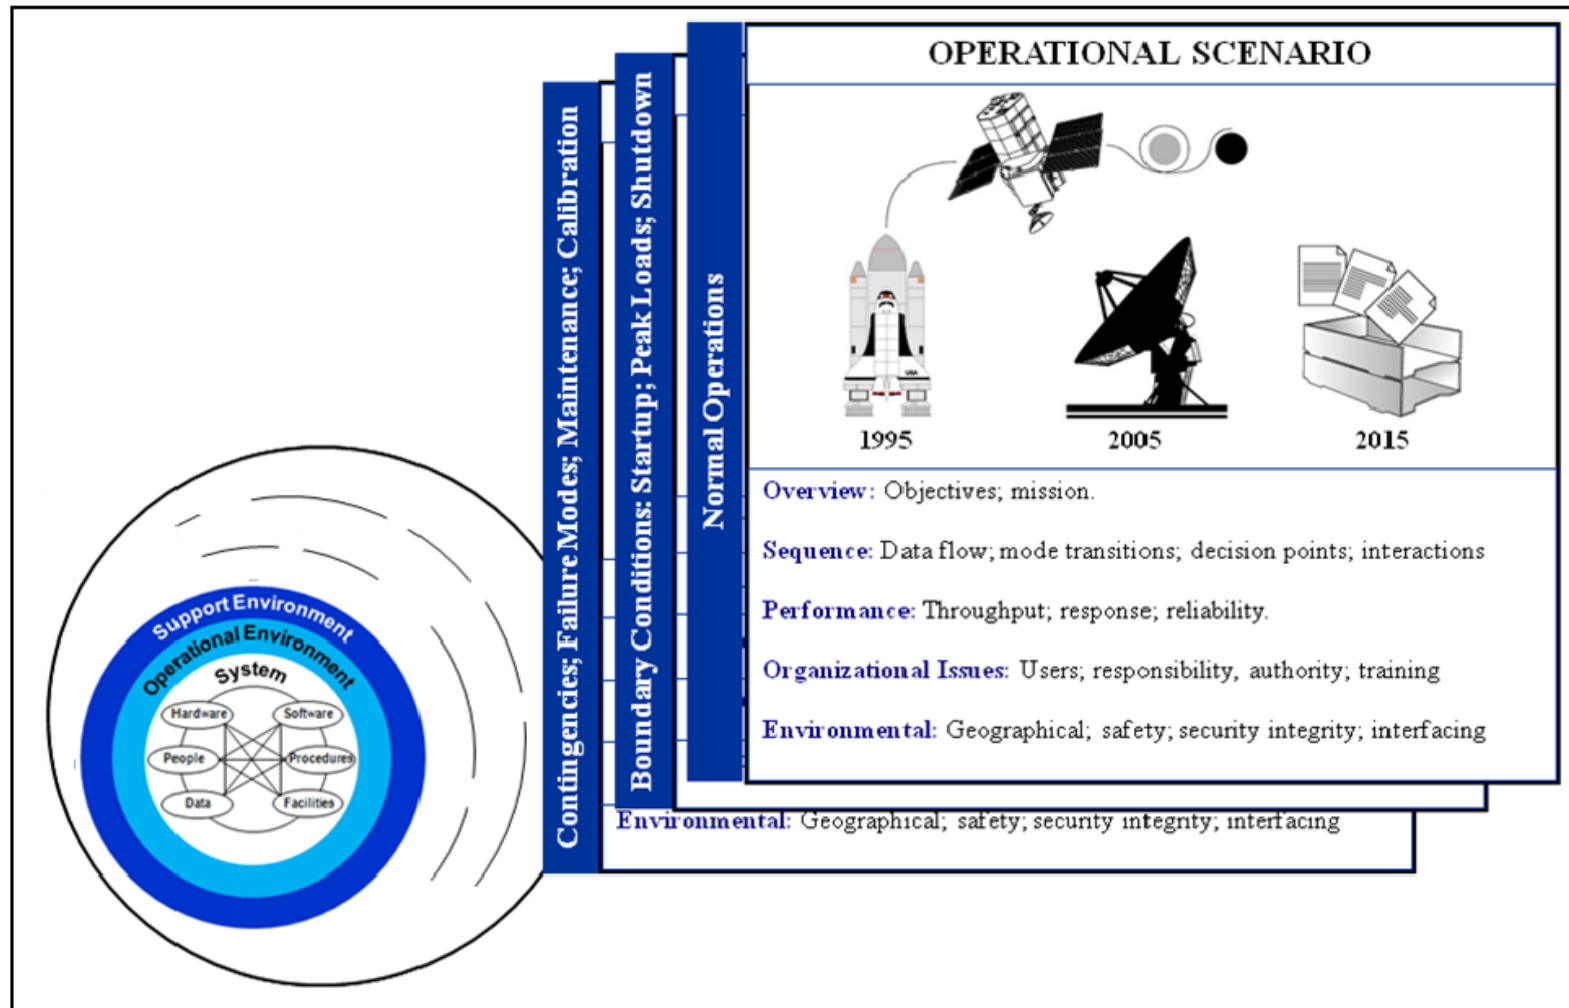 OPERATIONAL SCENARIO
USA
1995
2005
2015
Overview: Objectives; mission.
Sequence: Data flow; mode transitions; decision points; interactions
Performance: Throughput; response; reliability.
Organizational Issues: Users; responsibility, authority; training
Environmental: Geographical; safety; security integrity; interfacing
Normal Operations
Boundary Conditions: Startup; Peak Loads; Shutdown
Contingencies; Failure Modes; Maintenance; Calibration
Environmental: Geographical; safety; security integrity; interfacing
Support Environment
Operational Environment
System
Hardware
Software
People
Procedures
Data
Facilities